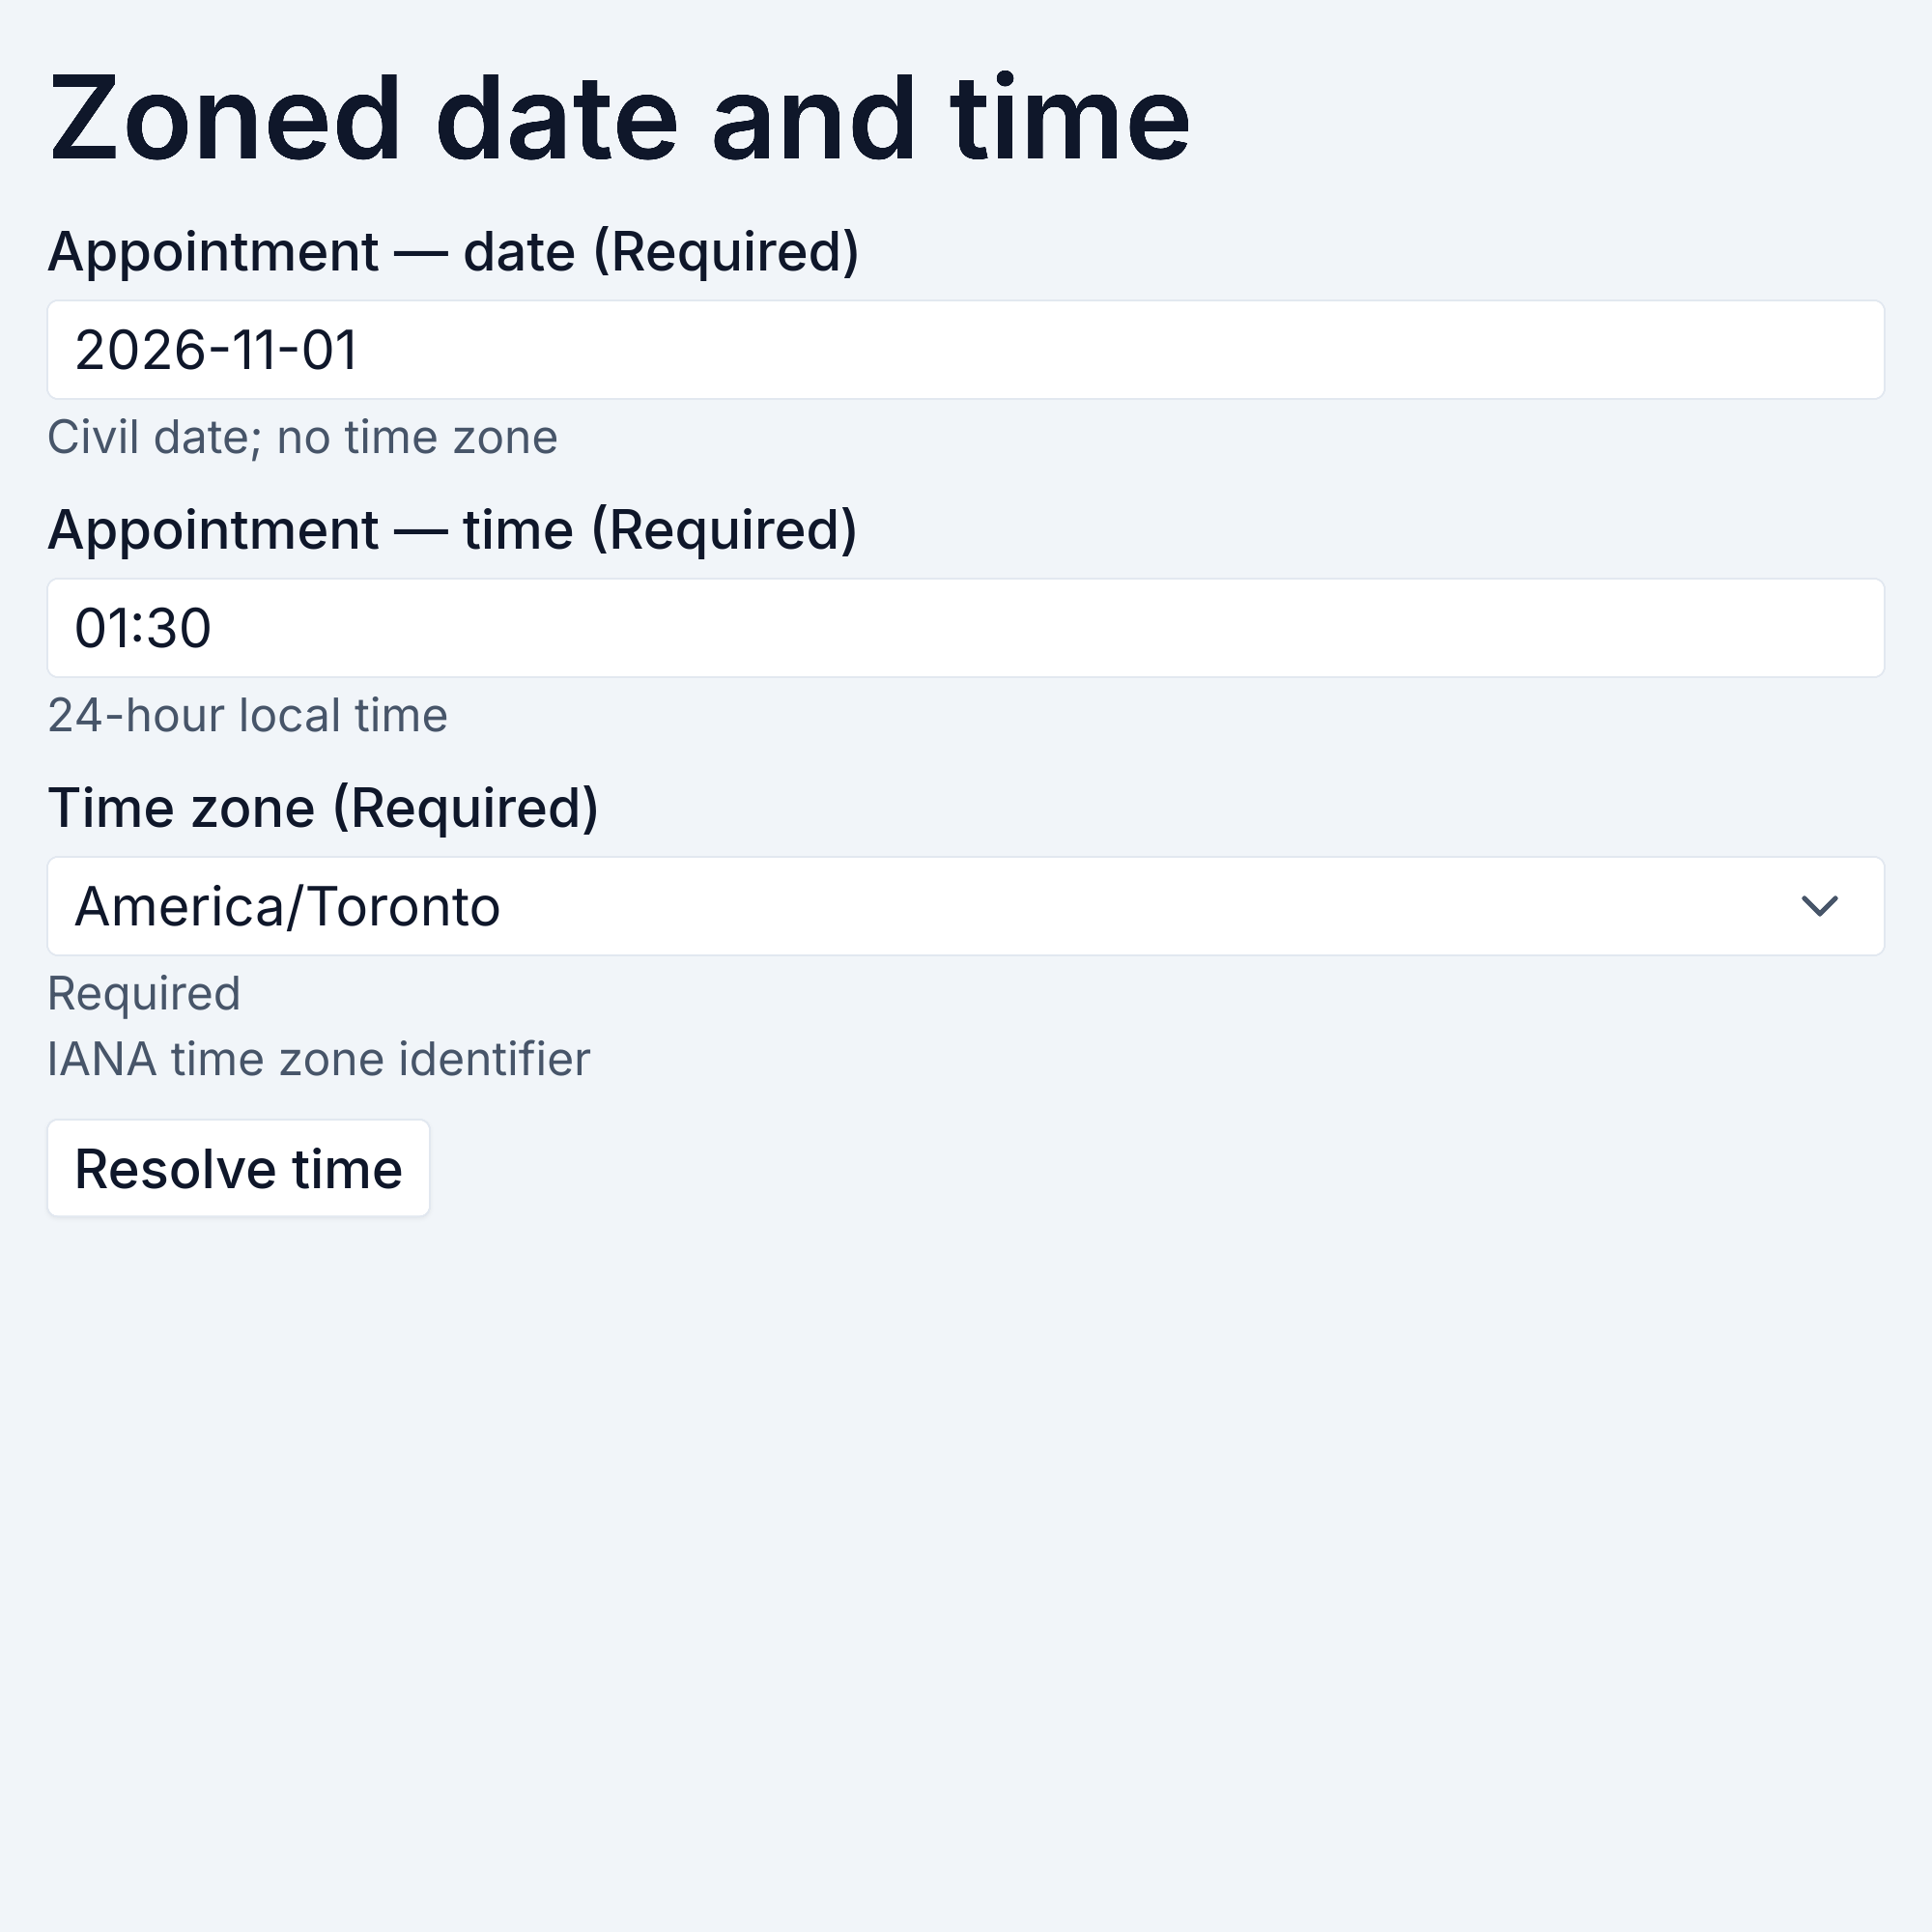 Zoned date and time
Appointment — date (Required)
2026-11-01
Civil date; no time zone
Appointment — time (Required)
01:30
24-hour local time
Time zone (Required)
America/Toronto
Required
IANA time zone identifier
Resolve time